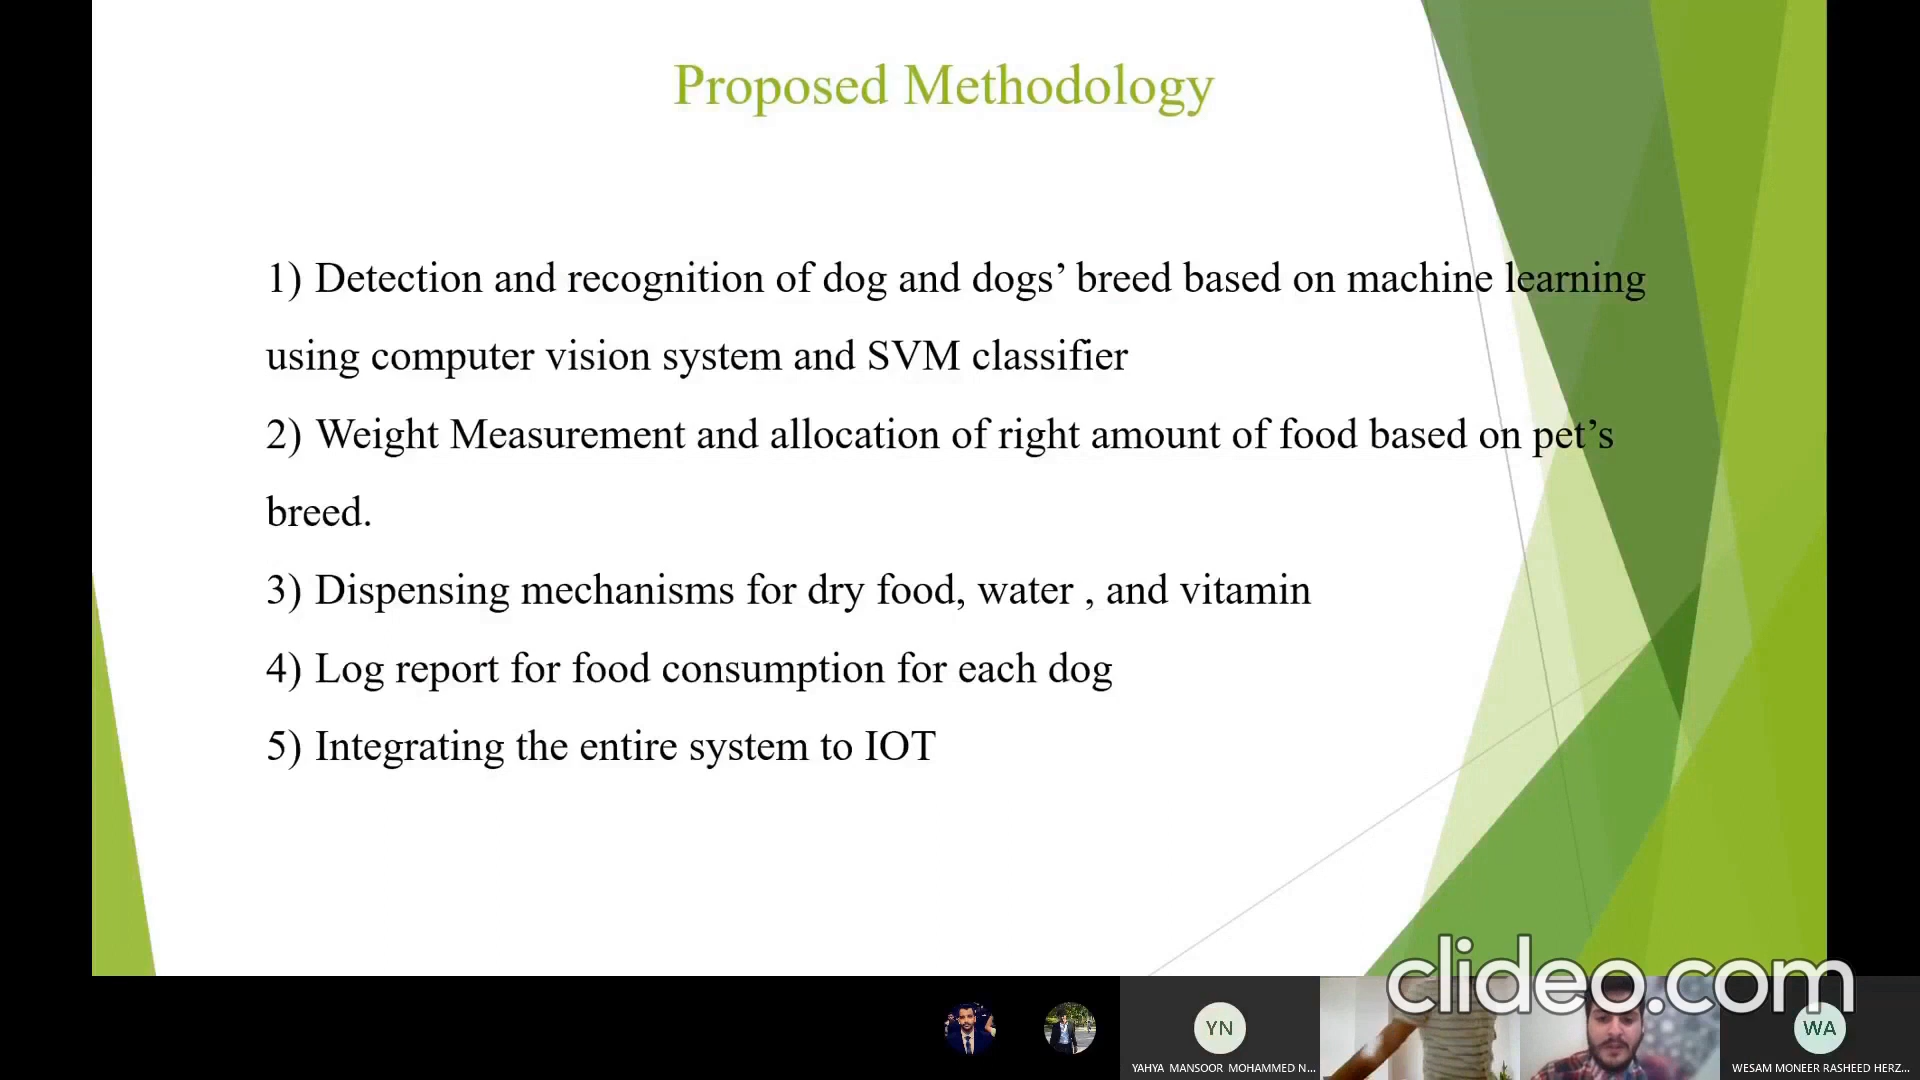 Proposed Methodology
1) Detection and recognition of dog and dogs’ breed based on machine learning
using computer vision system and SVM classifier
2) Weight Measurement and allocation of right amount of food based on pet’s
breed.
3) Dispensing mechanisms for dry food, water , and vitamin
4) Log report for food consumption for each dog
5) Integrating the entire system to IOT
clideo.com
YN
WA
YAHYA MANSOOR MOHAMMED N...
WESAM MONEER RASHEED HERZ...